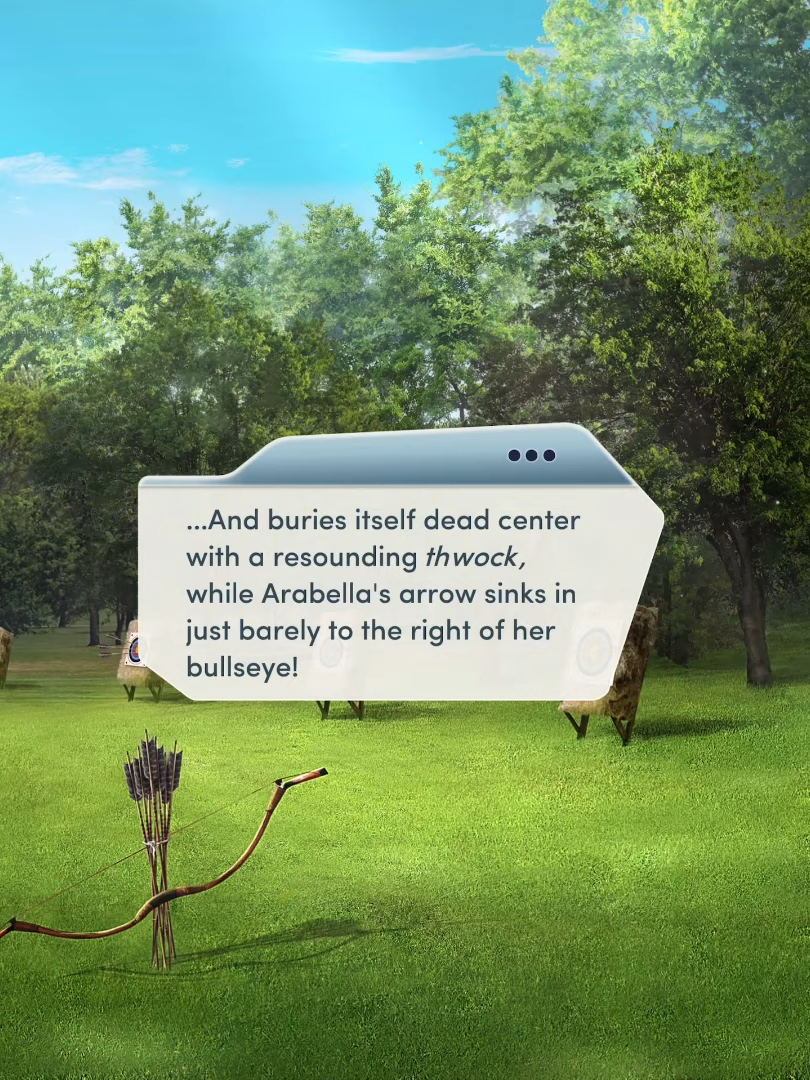 ...And buries itself dead center
with a resounding thwock,
while Arabella's arrow sinks in
just barely to the right of her
bullseye!